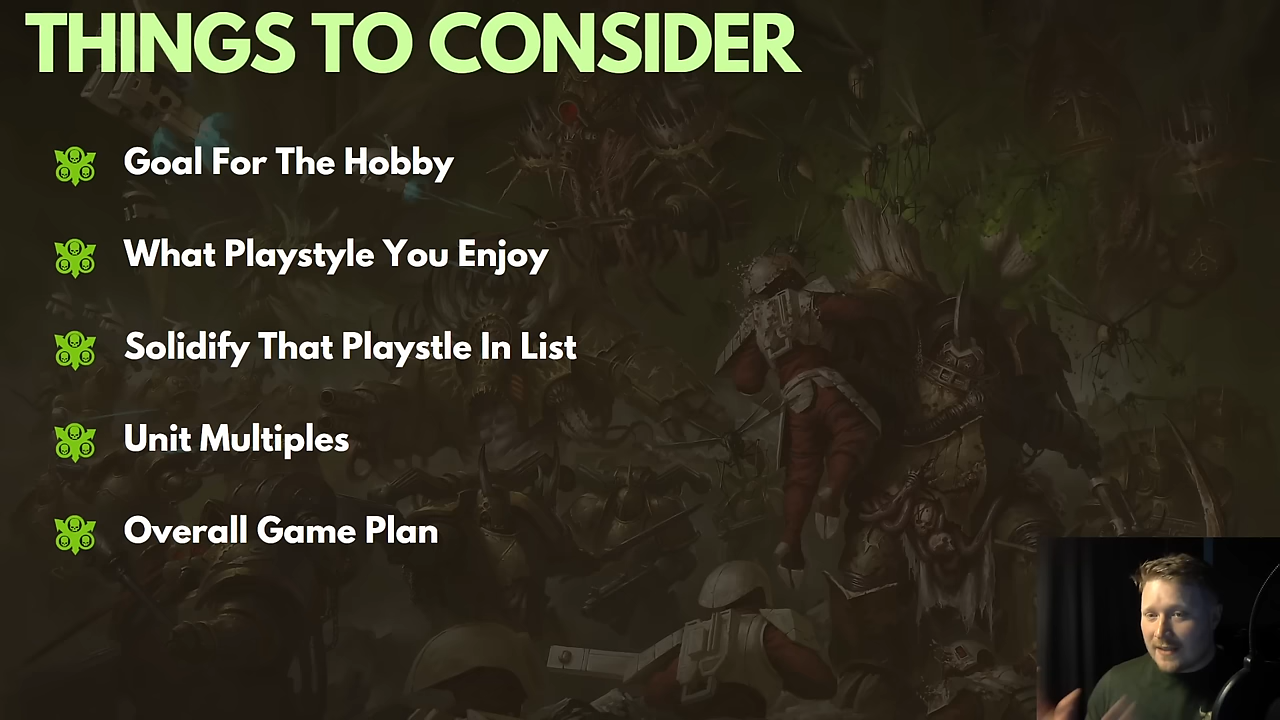 THINGS TO CONSIDER
Goal For The Hobby
What Playstyle You Enjoy
Solidify That Playstle In List
Unit Multiples
Overall Game Plan